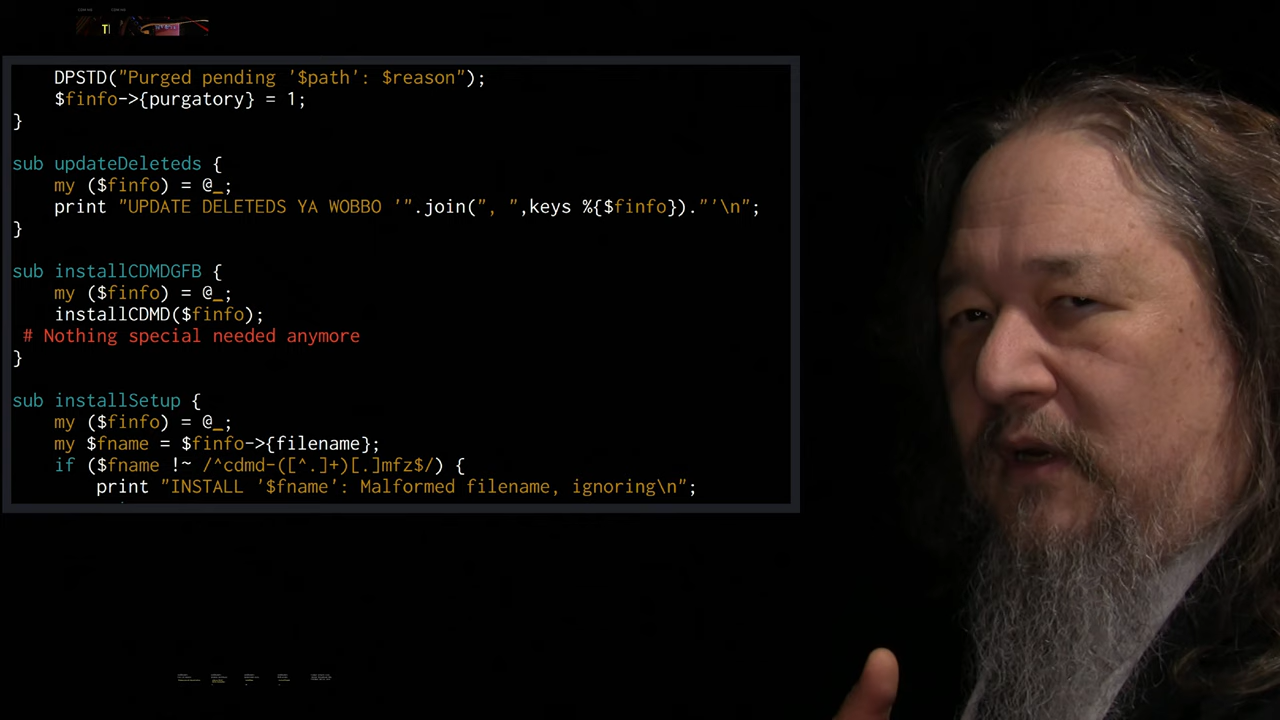 DPSTD("Purged pending '$path': $reason");
$finfo->{purgatory} = 1;
}
sub updateDeleteds {
my ($finfo) = @_;
print "UPDATE DELETEDS YA WOBBO '".join(", ",keys %{$finfo})."'\n";
}
sub installCDMDGFB {
my ($finfo) = @_;
installCDMD($finfo);
# Nothing special needed anymore
}
sub installSetup {
my ($finfo) = @_;
my $fname = $finfo->{filename};
if ($fname !~ /^cdmd-([^.]+)[.]mfz$/) {
print "INSTALL '$fname': Malformed filename, ignoring\n";